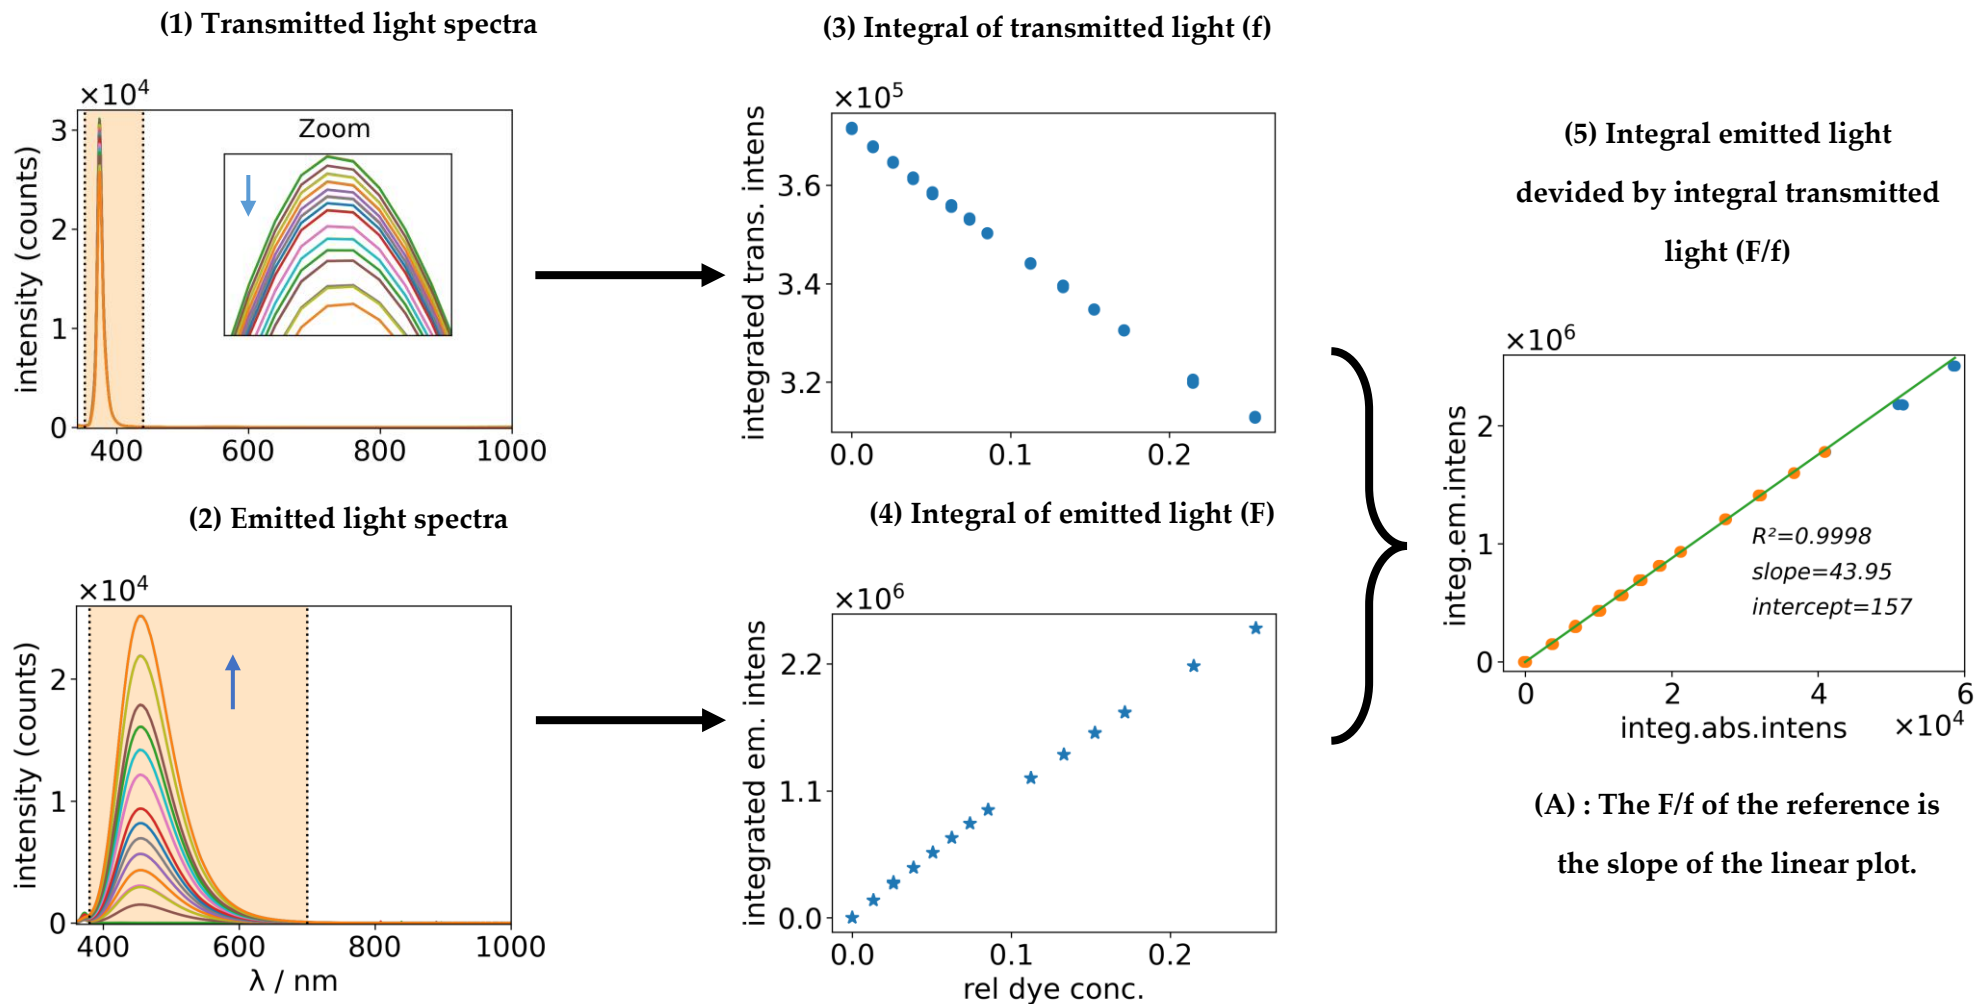 (1) Transmitted light spectra
×10⁴
Zoom
intensity (counts)
3
2
1
0
400
600
800
1000
(2) Emitted light spectra
×10⁴
intensity (counts)
2
1
0
400
600
800
1000
λ / nm
(3) Integral of transmitted light (f)
×10⁵
integrated trans. intens
3.6
3.4
3.2
0.0
0.1
0.2
(4) Integral of emitted light (F)
×10⁶
integrated em. intens
2.2
1.1
0.0
0.0
0.1
0.2
rel dye conc.
(5) Integral emitted light
devided by integral transmitted
light (F/f)
×10⁶
integ.em.intens
2
1
0
R²=0.9998
slope=43.95
intercept=157
0
2
4
6
integ.abs.intens
×10⁴
(A) : The F/f of the reference is
the slope of the linear plot.